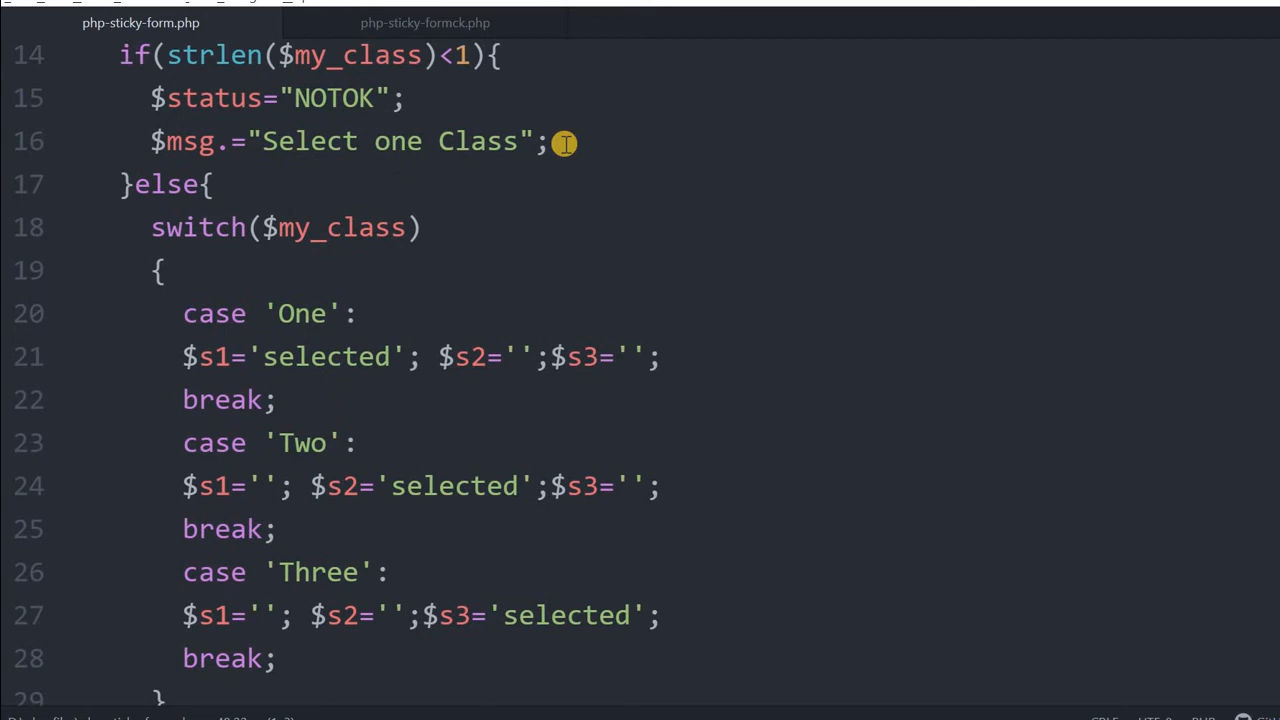 php-sticky-form.php
php-sticky-formck.php
14 if(strlen($my_class)<1){
15 $status="NOTOK";
16 $msg.="Select one Class";
17 }else{
18 switch($my_class)
19 {
20 case 'One':
21 $s1='selected'; $s2='';$s3='';
22 break;
23 case 'Two':
24 $s1=''; $s2='selected';$s3='';
25 break;
26 case 'Three':
27 $s1=''; $s2='';$s3='selected';
28 break;
29 }